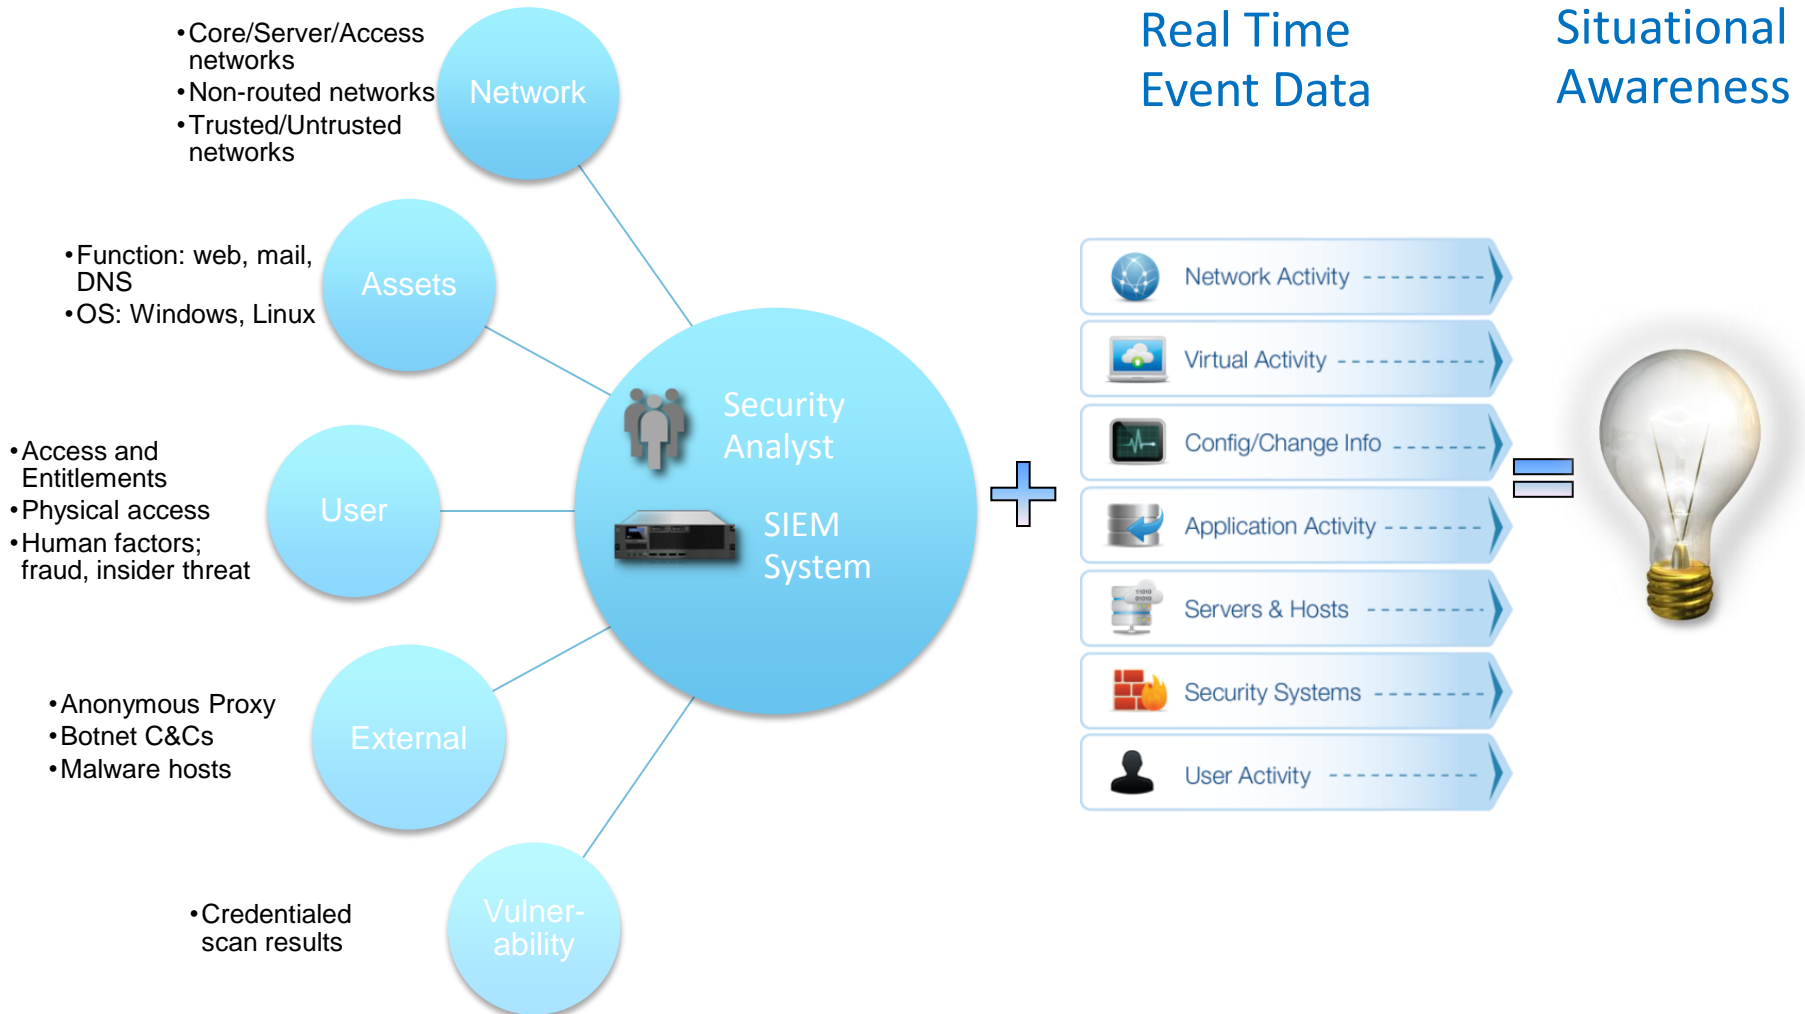 •Core/Server/Access
networks
•Non-routed networks
•Trusted/Untrusted
networks
Network
•Function: web, mail,
DNS
•OS: Windows, Linux
Assets
•Access and
Entitlements
•Physical access
•Human factors;
fraud, insider threat
User
•Anonymous Proxy
•Botnet C&Cs
•Malware hosts
External
•Credentialed
scan results
Vulner-
ability
Security
Analyst
SIEM
System
Real Time
Event Data
Network Activity
Virtual Activity
Config/Change Info
Application Activity
11010
01010
Servers & Hosts
Security Systems
User Activity
Situational
Awareness